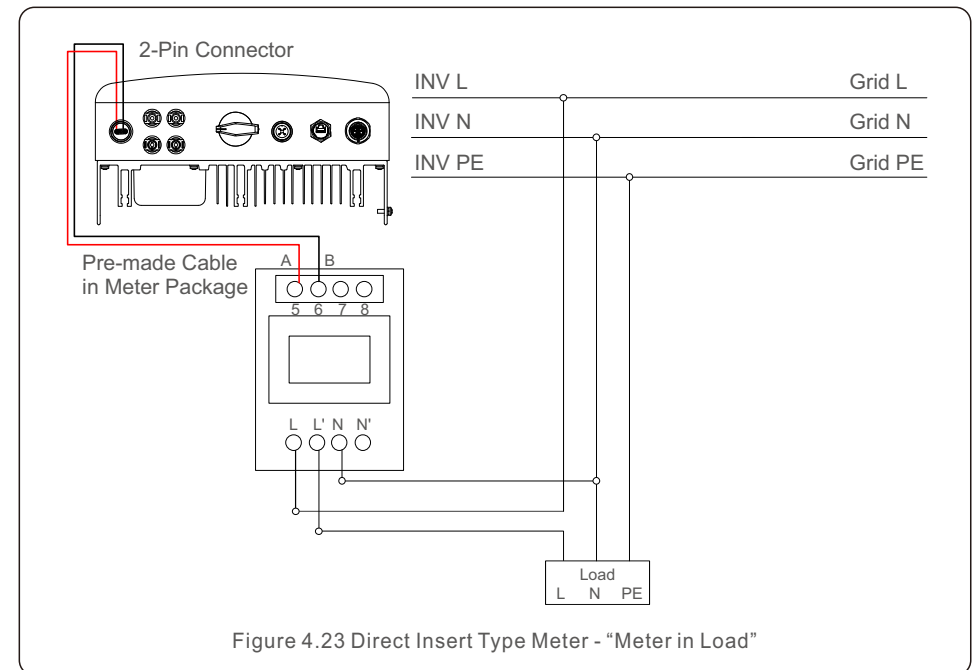 2-Pin Connector
INV L Grid L
INV N Grid N
INV PE Grid PE
Pre-made Cable
in Meter Package
A B
5 6 7 8
L L' N N'
Load
L N PE
Figure 4.23 Direct Insert Type Meter - “Meter in Load”